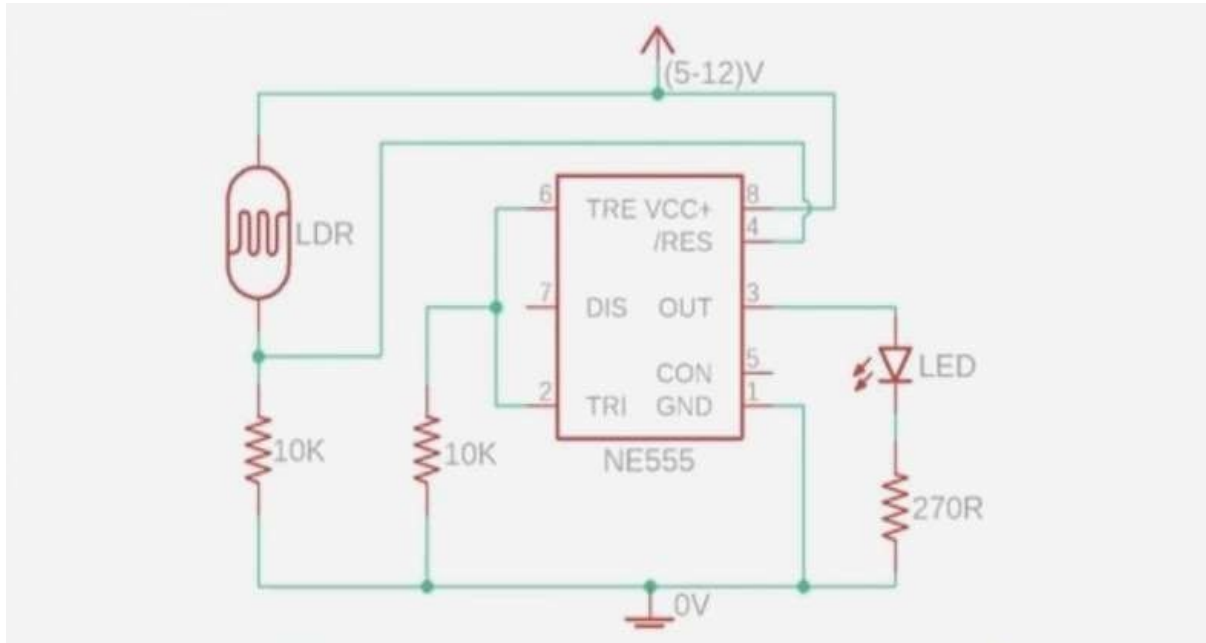 (5-12)V
6
TRE VCC+
8
/RES
4
LDR
7
DIS OUT
3
CON
5
LED
2
TRI GND
1
10K
10K
NE555
270R
0V